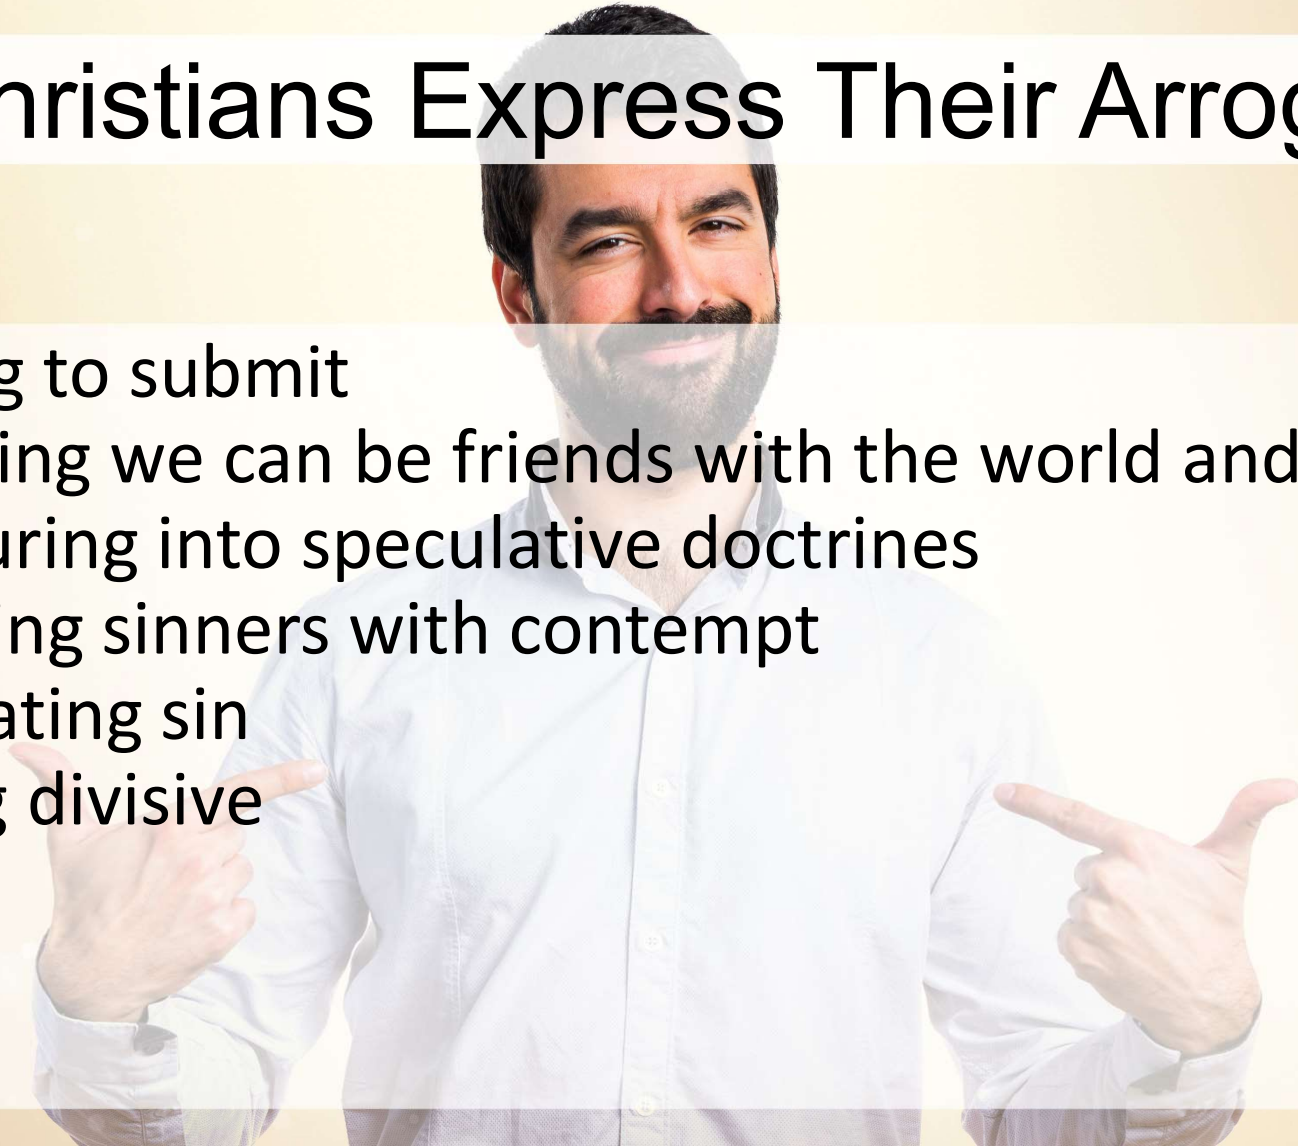 hristians Express Their Arrog
g to submit
ing we can be friends with the world and
uring into speculative doctrines
ing sinners with contempt
ating sin
g divisive